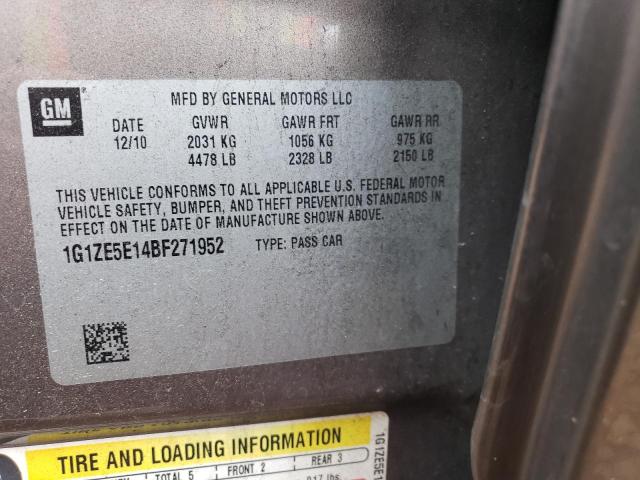 GM
MFD BY GENERAL MOTORS LLC
DATE GVWR GAWR FRT GAWR RR
12/10 2031 KG 1056 KG 975 KG
4478 LB 2328 LB 2150 LB
THIS VEHICLE CONFORMS TO ALL APPLICABLE U.S. FEDERAL MOTOR
VEHICLE SAFETY, BUMPER, AND THEFT PREVENTION STANDARDS IN
EFFECT ON THE DATE OF MANUFACTURE SHOWN ABOVE.
1G1ZE5E14BF271952 TYPE: PASS CAR
TIRE AND LOADING INFORMATION
TOTAL 5 FRONT 2 REAR 3
1G1ZE5E1